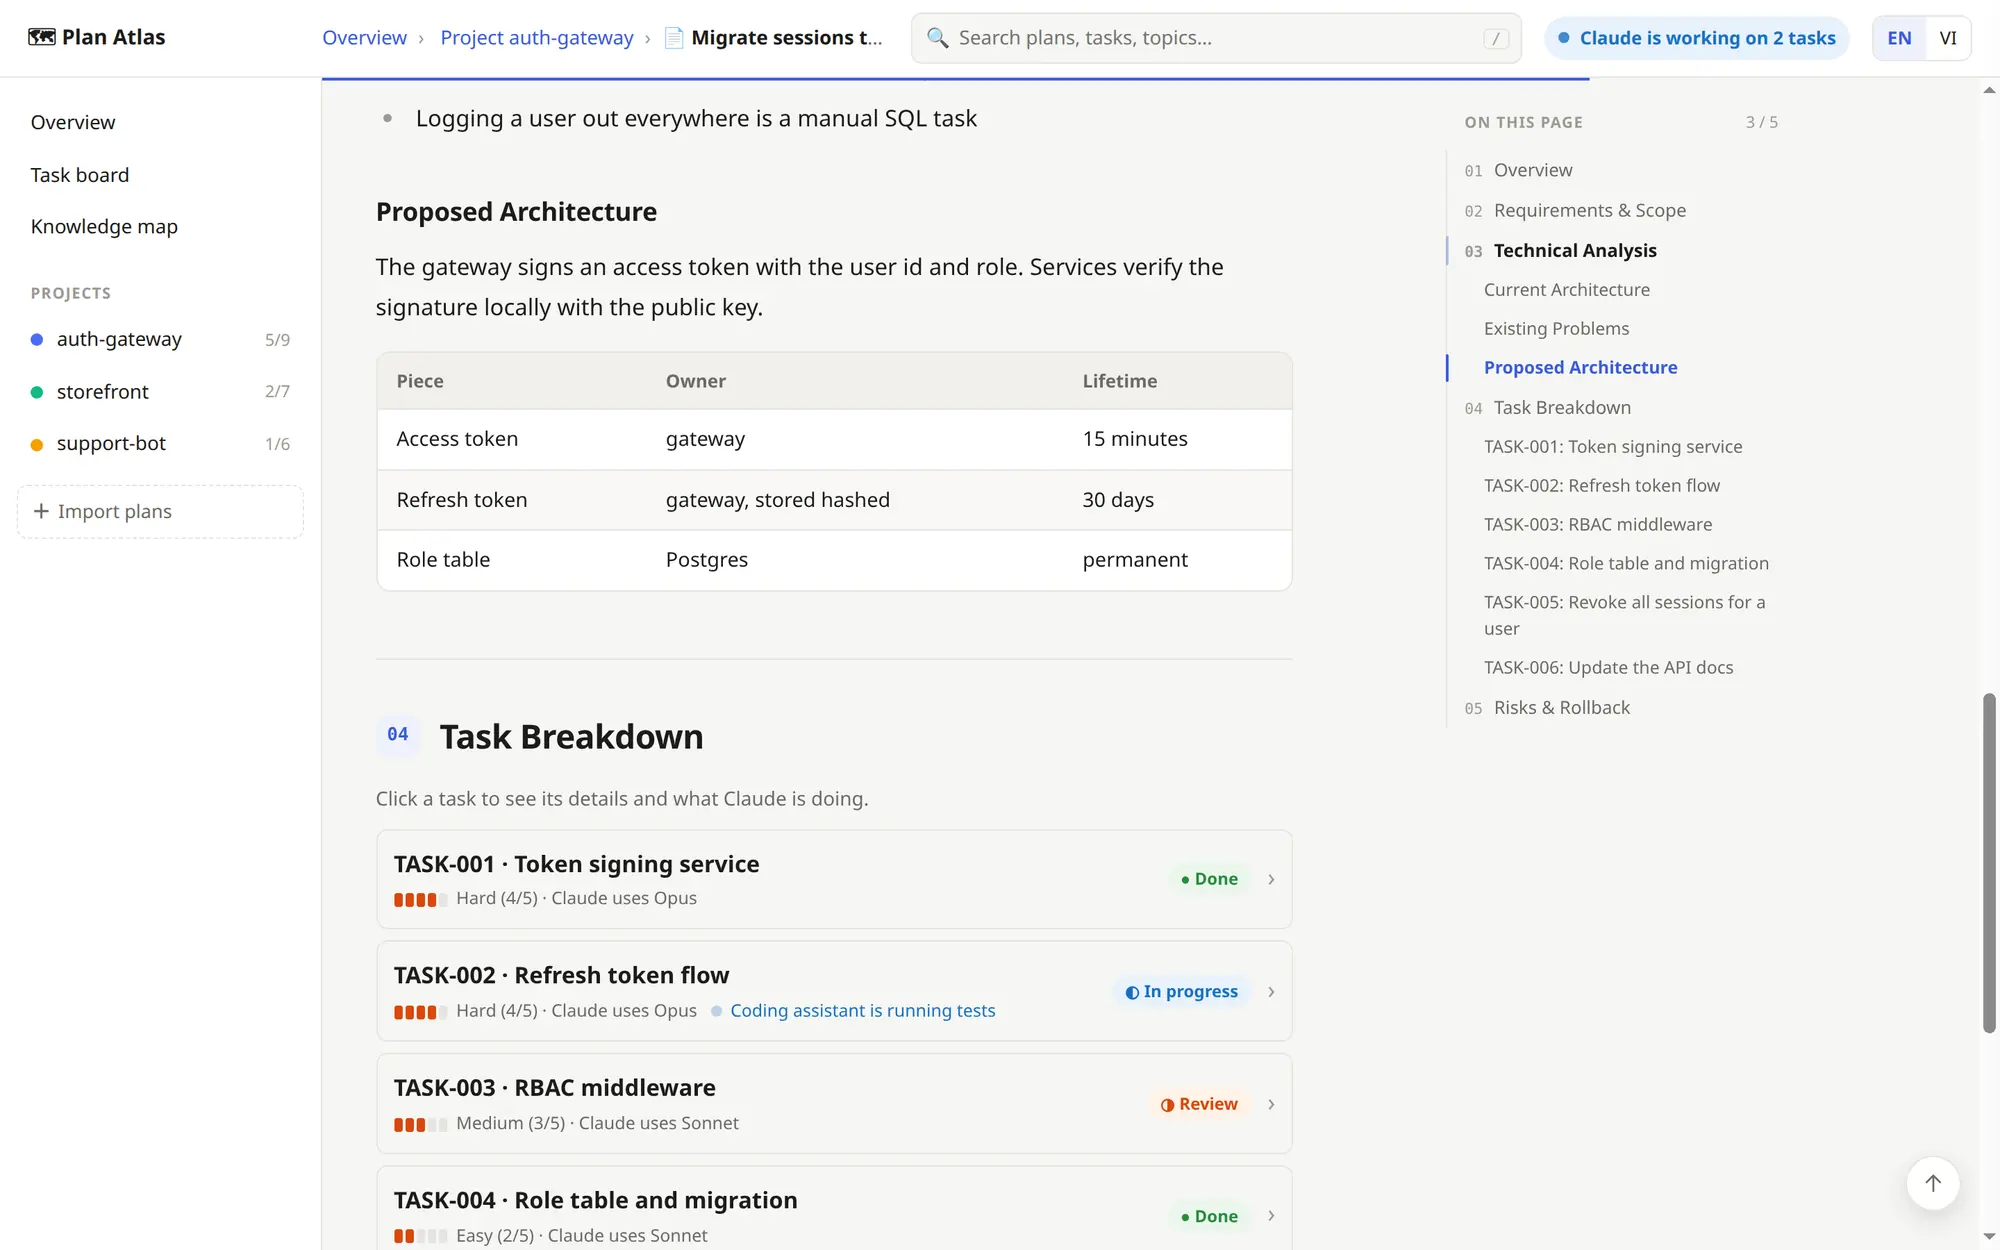 Plan Atlas
Overview › Project auth-gateway › Migrate sessions t...
Search plans, tasks, topics...
/
Claude is working on 2 tasks
EN VI
Overview
Task board
Knowledge map
PROJECTS
auth-gateway 5/9
storefront 2/7
support-bot 1/6
+ Import plans
• Logging a user out everywhere is a manual SQL task
Proposed Architecture
The gateway signs an access token with the user id and role. Services verify the
signature locally with the public key.
Piece Owner Lifetime
Access token gateway 15 minutes
Refresh token gateway, stored hashed 30 days
Role table Postgres permanent
04 Task Breakdown
Click a task to see its details and what Claude is doing.
TASK-001 · Token signing service
Hard (4/5) · Claude uses Opus
Done ›
TASK-002 · Refresh token flow
Hard (4/5) · Claude uses Opus Coding assistant is running tests
In progress ›
TASK-003 · RBAC middleware
Medium (3/5) · Claude uses Sonnet
Review ›
TASK-004 · Role table and migration
Easy (2/5) · Claude uses Sonnet
Done ›
ON THIS PAGE 3 / 5
01 Overview
02 Requirements & Scope
03 Technical Analysis
Current Architecture
Existing Problems
Proposed Architecture
04 Task Breakdown
TASK-001: Token signing service
TASK-002: Refresh token flow
TASK-003: RBAC middleware
TASK-004: Role table and migration
TASK-005: Revoke all sessions for a
user
TASK-006: Update the API docs
05 Risks & Rollback
↑